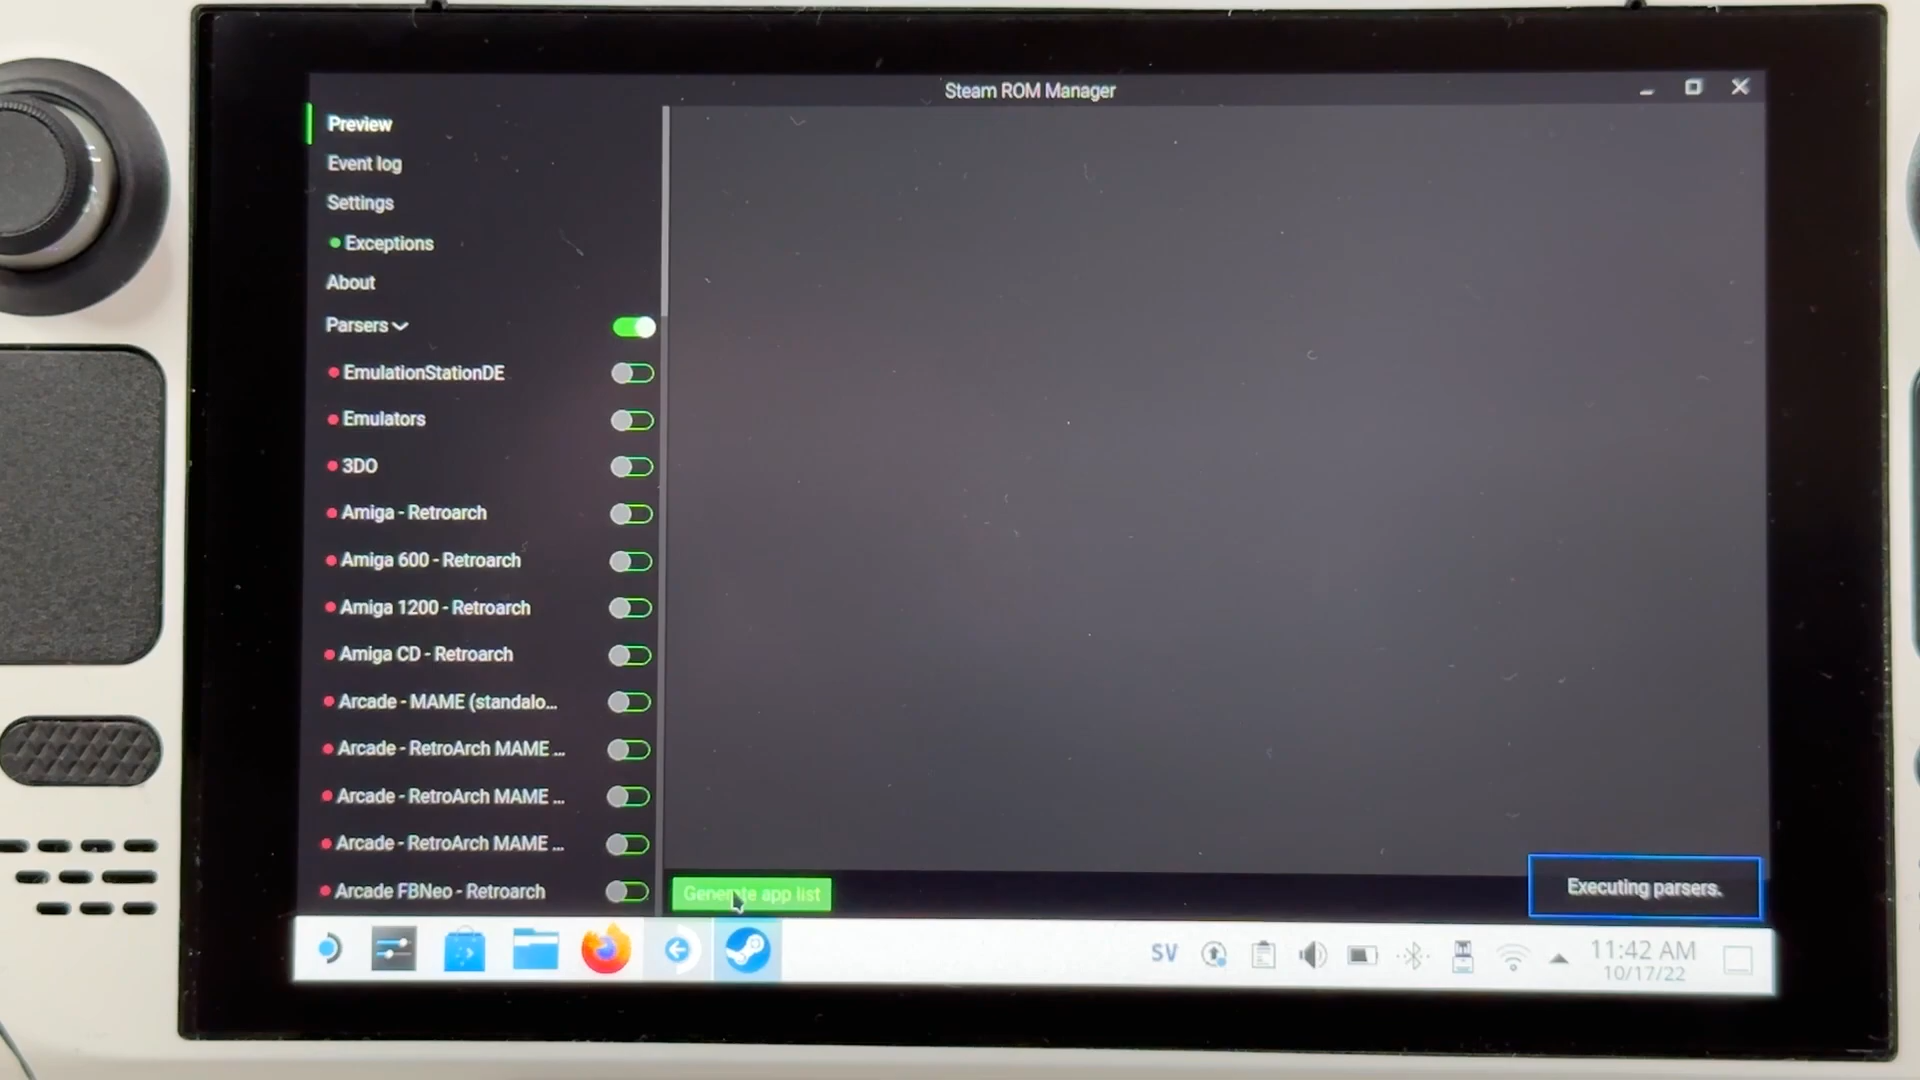 Steam ROM Manager
Preview
Event log
Settings
Exceptions
About
Parsers
EmulationStationDE
Emulators
3DO
Amiga - Retroarch
Amiga 600 - Retroarch
Amiga 1200 - Retroarch
Amiga CD - Retroarch
Arcade - MAME (standalo...
Arcade - RetroArch MAME ...
Arcade - RetroArch MAME ...
Arcade - RetroArch MAME ...
Arcade FBNeo - Retroarch
Generate app list
Executing parsers.
SV
11:42 AM
10/17/22